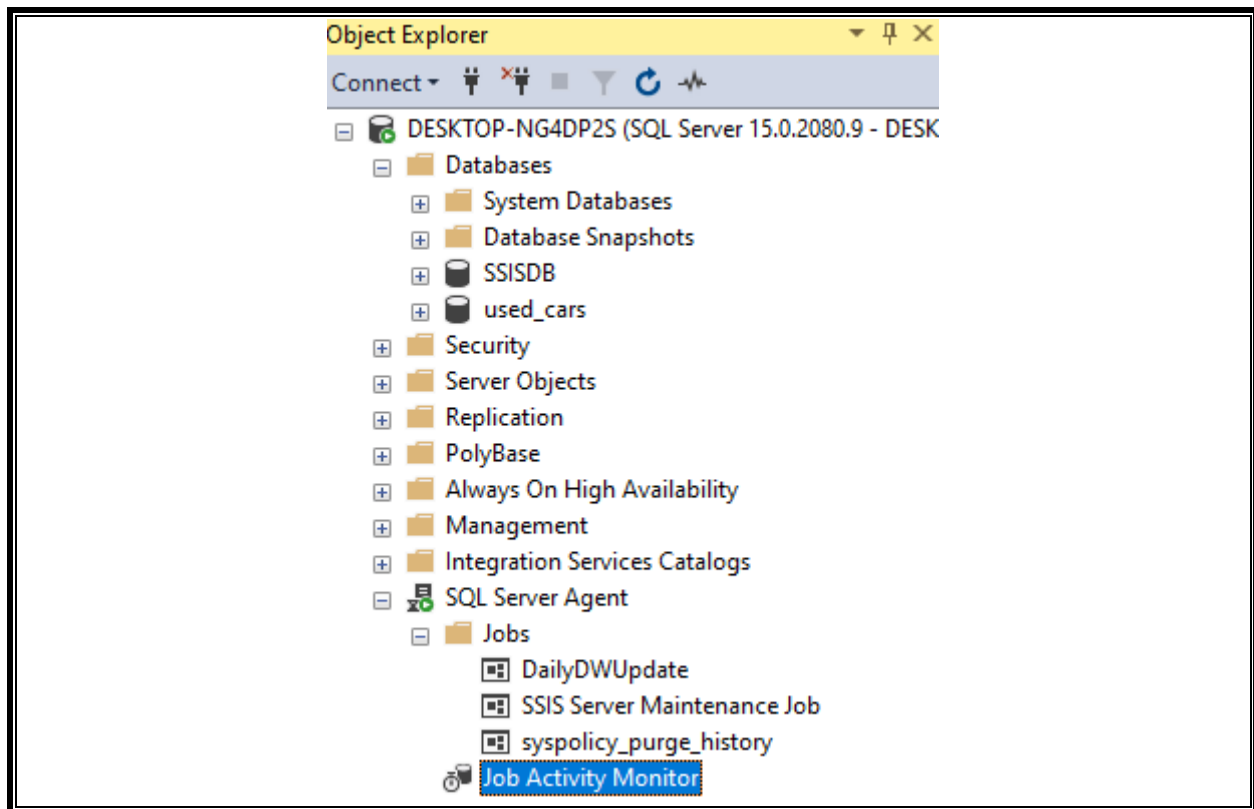 Object Explorer
Connect
DESKTOP-NG4DP2S (SQL Server 15.0.2080.9 - DESK
Databases
System Databases
Database Snapshots
SSISDB
used_cars
Security
Server Objects
Replication
PolyBase
Always On High Availability
Management
Integration Services Catalogs
SQL Server Agent
Jobs
DailyDWUpdate
SSIS Server Maintenance Job
syspolicy_purge_history
Job Activity Monitor